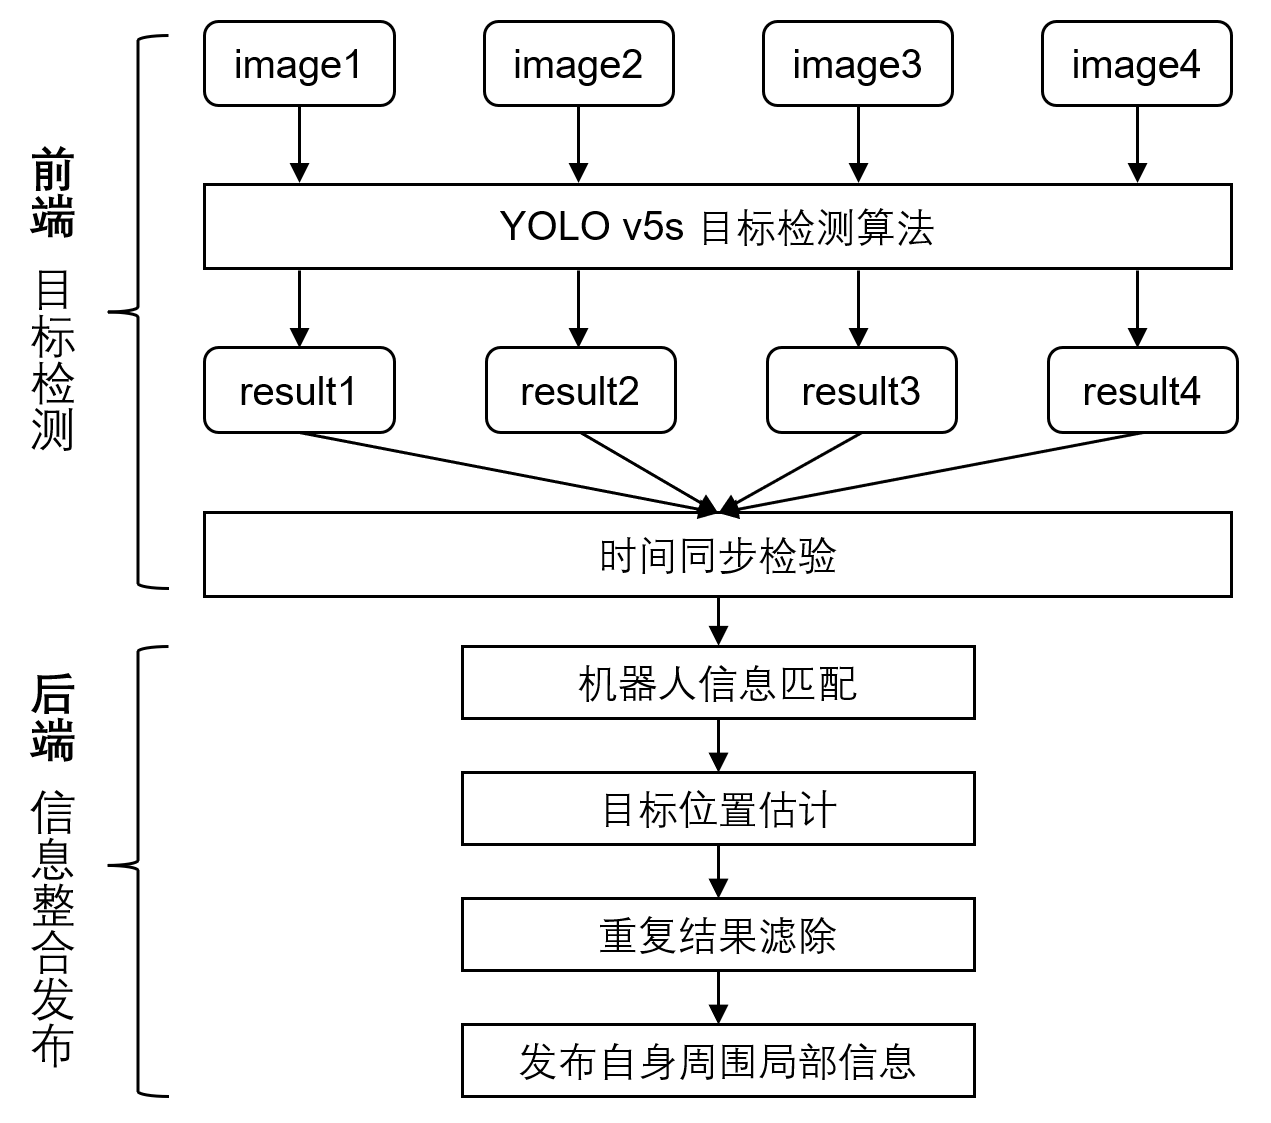 image1
image2
image3
image4
前端 目标检测
YOLO v5s 目标检测算法
result1
result2
result3
result4
时间同步检验
后端 信息整合发布
机器人信息匹配
目标位置估计
重复结果滤除
发布自身周围局部信息